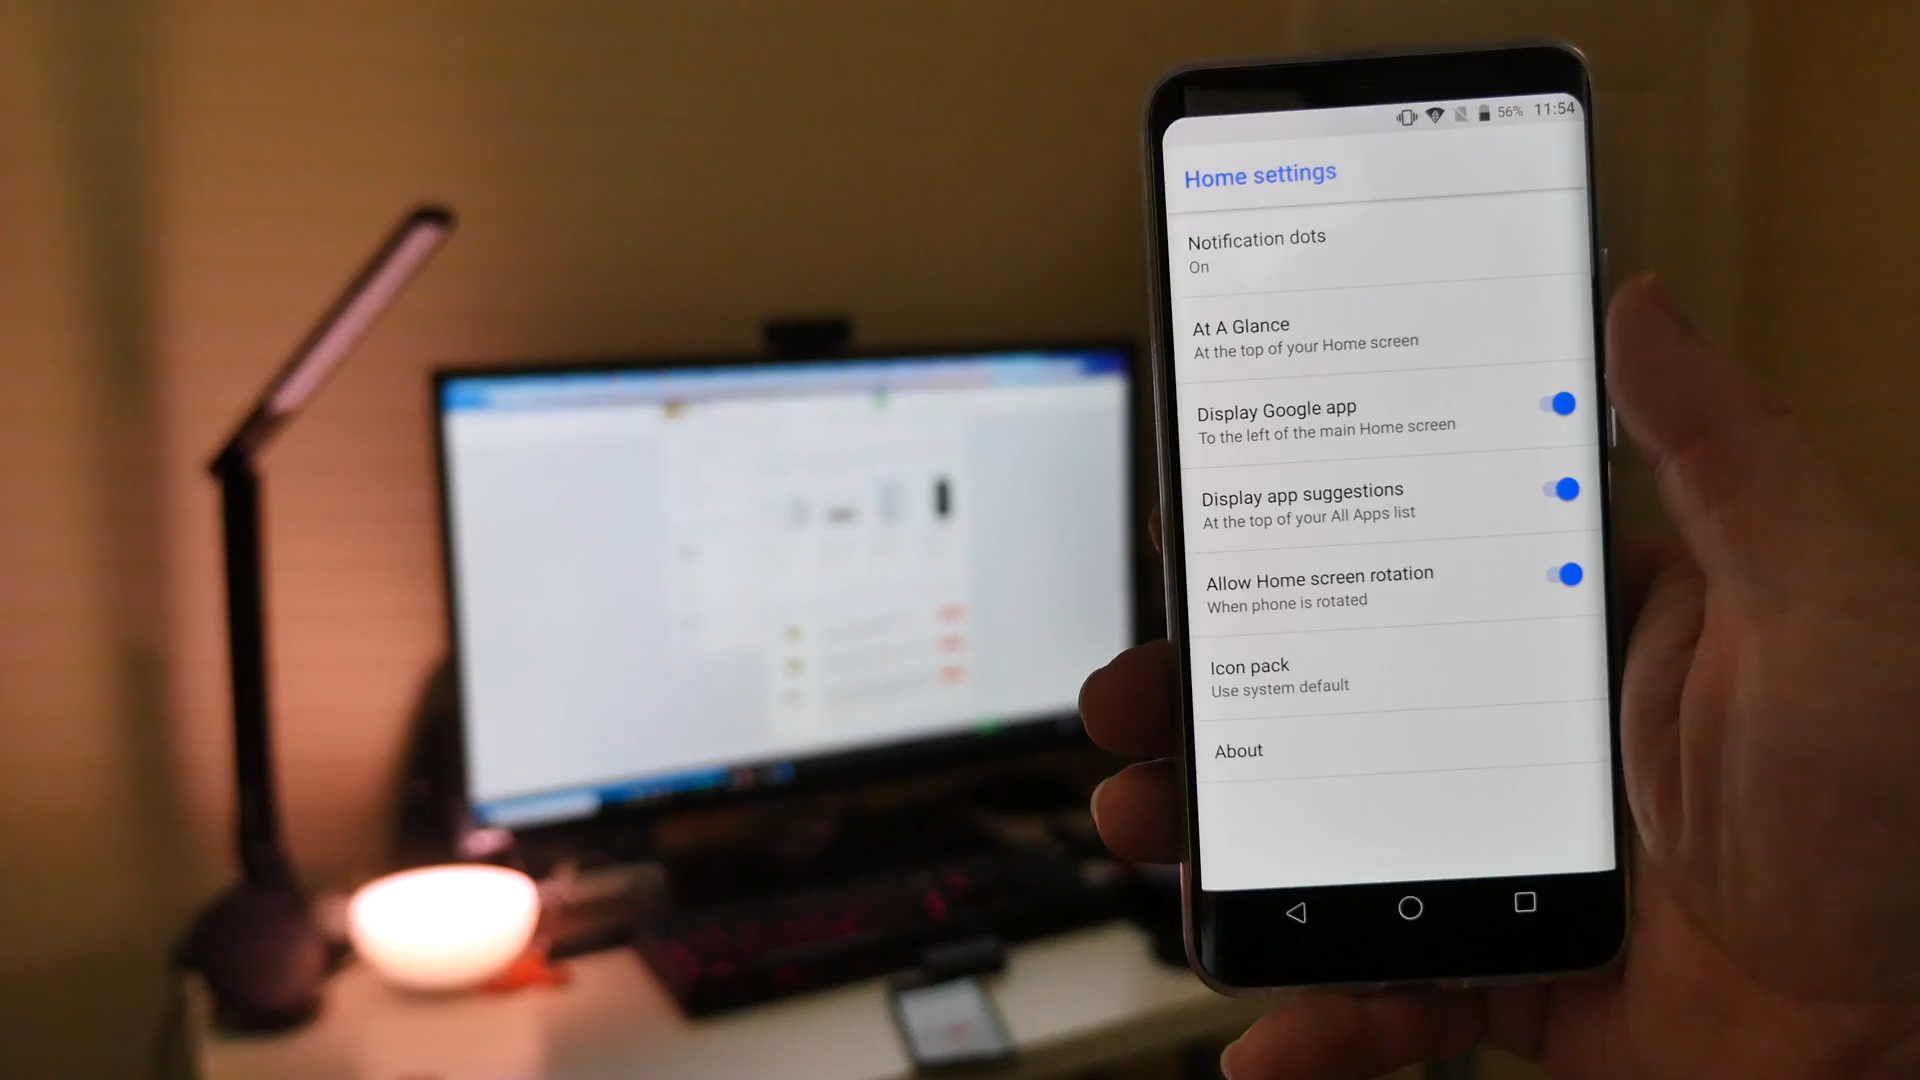 56% 11:54
Home settings
Notification dots
On
At A Glance
At the top of your Home screen
Display Google app
To the left of the main Home screen
Display app suggestions
At the top of your All Apps list
Allow Home screen rotation
When phone is rotated
Icon pack
Use system default
About